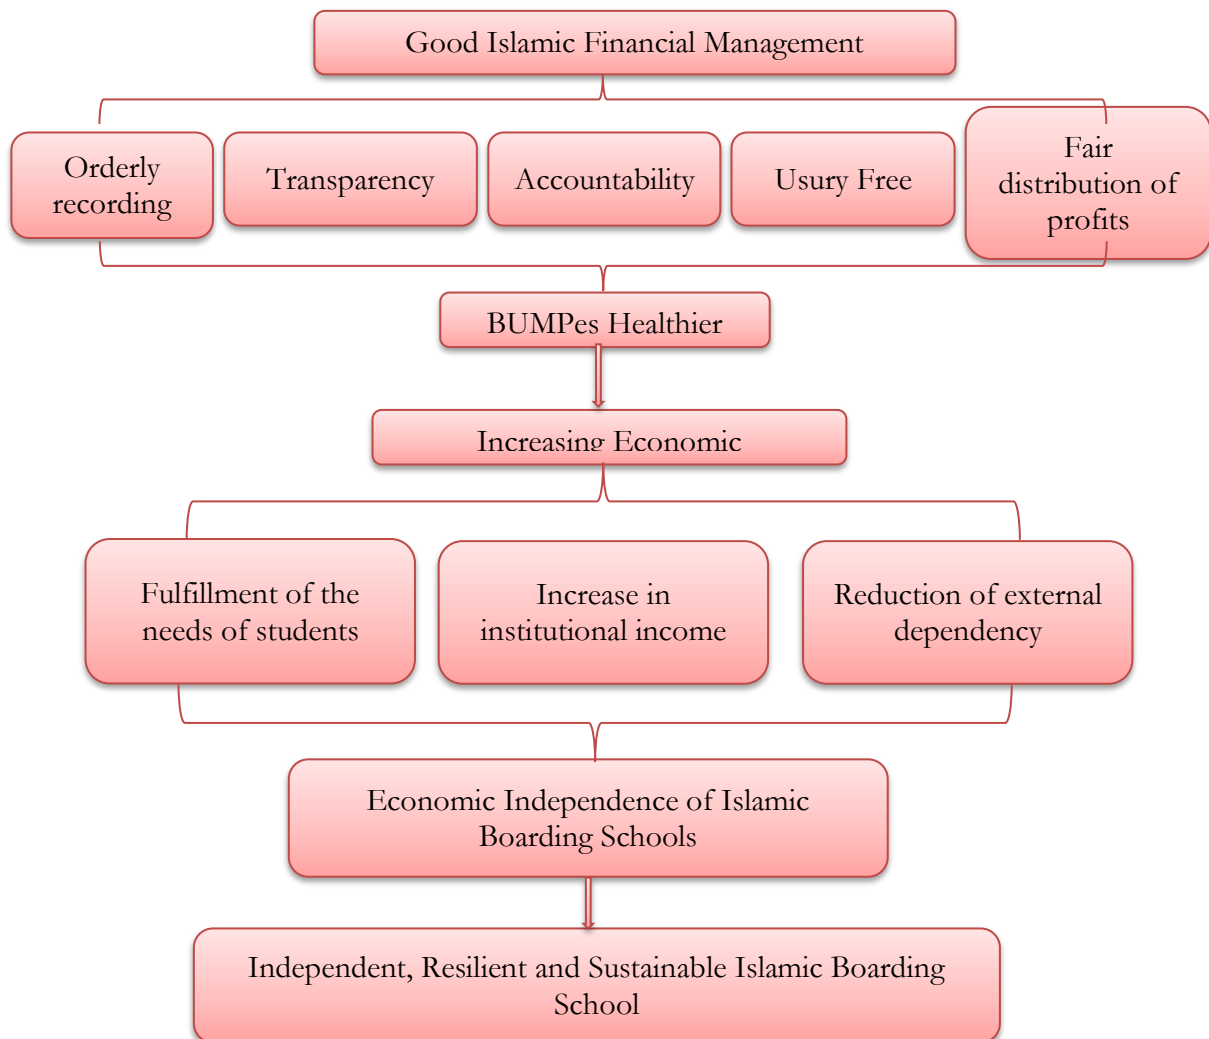 Good Islamic Financial Management
Orderly
recording
Transparency
Accountability
Usury Free
Fair
distribution of
profits
BUMPes Healthier
Increasing Economic
Fulfillment of the
needs of students
Increase in
institutional income
Reduction of external
dependency
Economic Independence of Islamic
Boarding Schools
Independent, Resilient and Sustainable Islamic Boarding
School